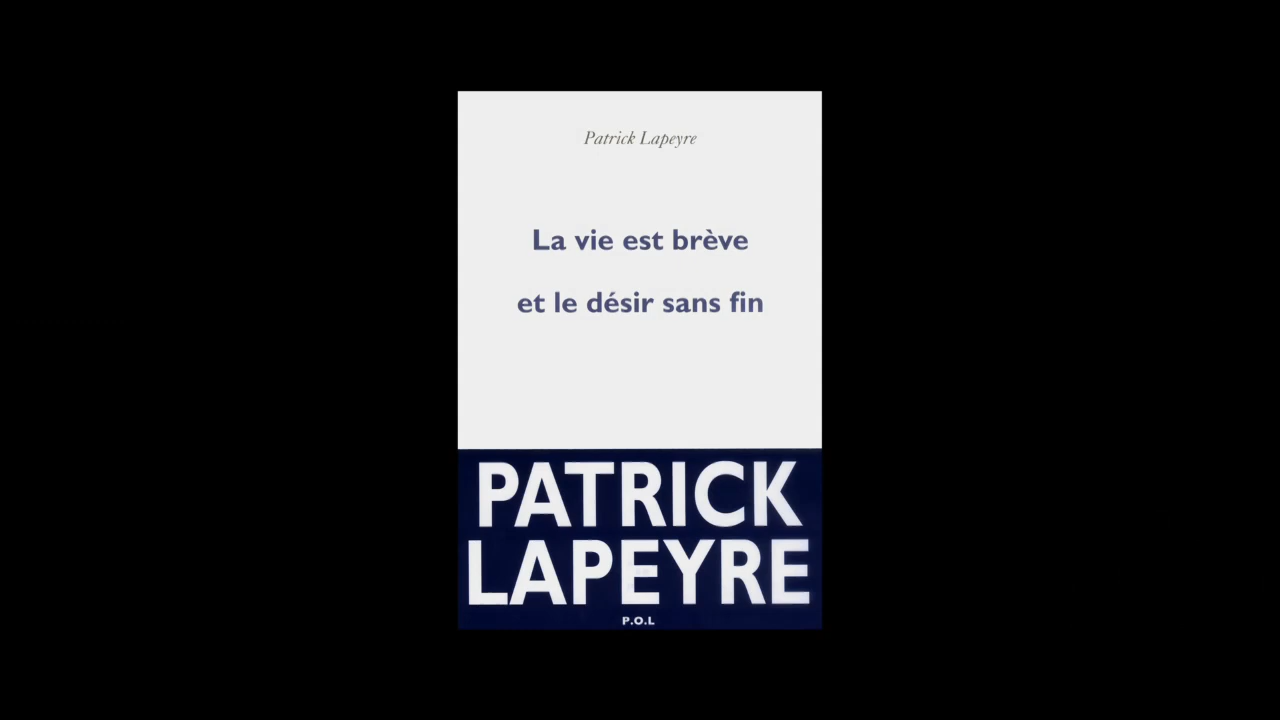 Patrick Lapeyre
La vie est brève
et le désir sans fin
PATRICK
LAPEYRE
P.O.L